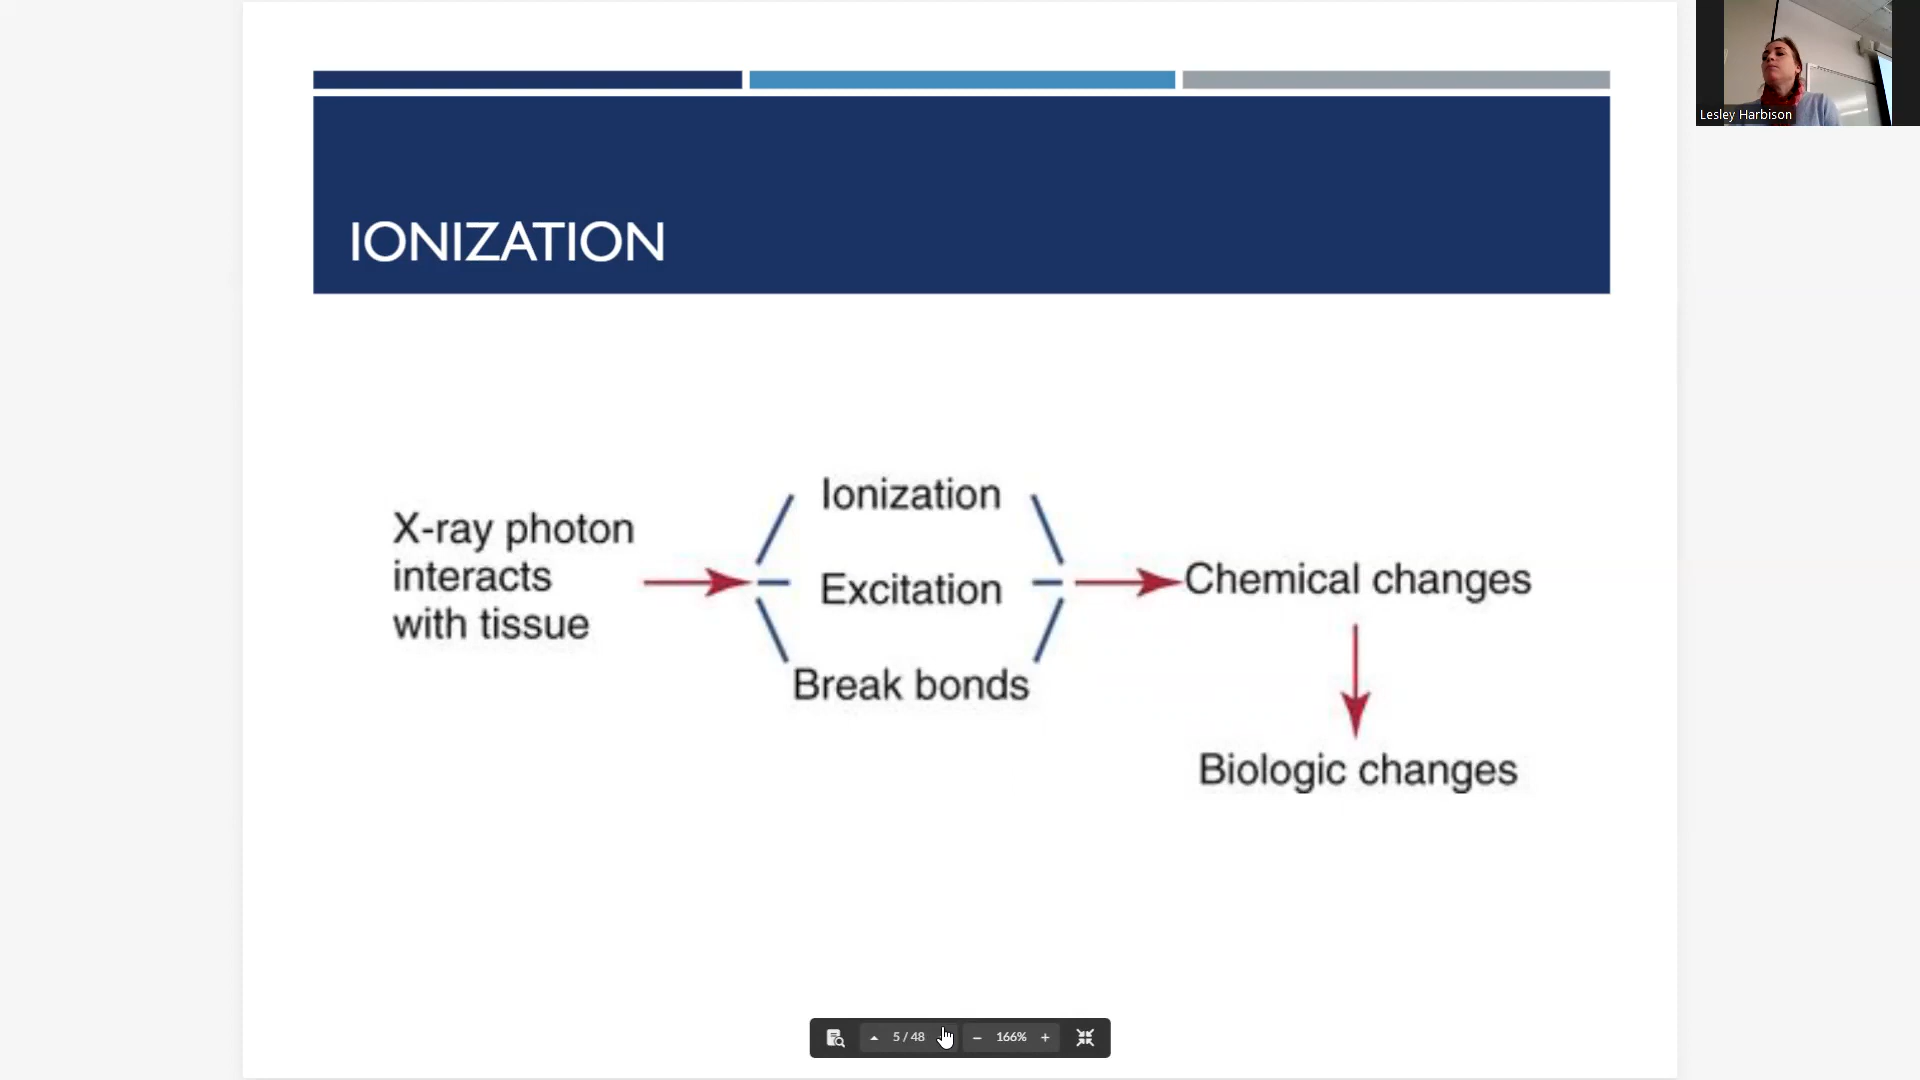 Lesley Harbison
IONIZATION
X-ray photon
interacts
with tissue
Ionization
Excitation
Break bonds
Chemical changes
Biologic changes
5 / 48
166%